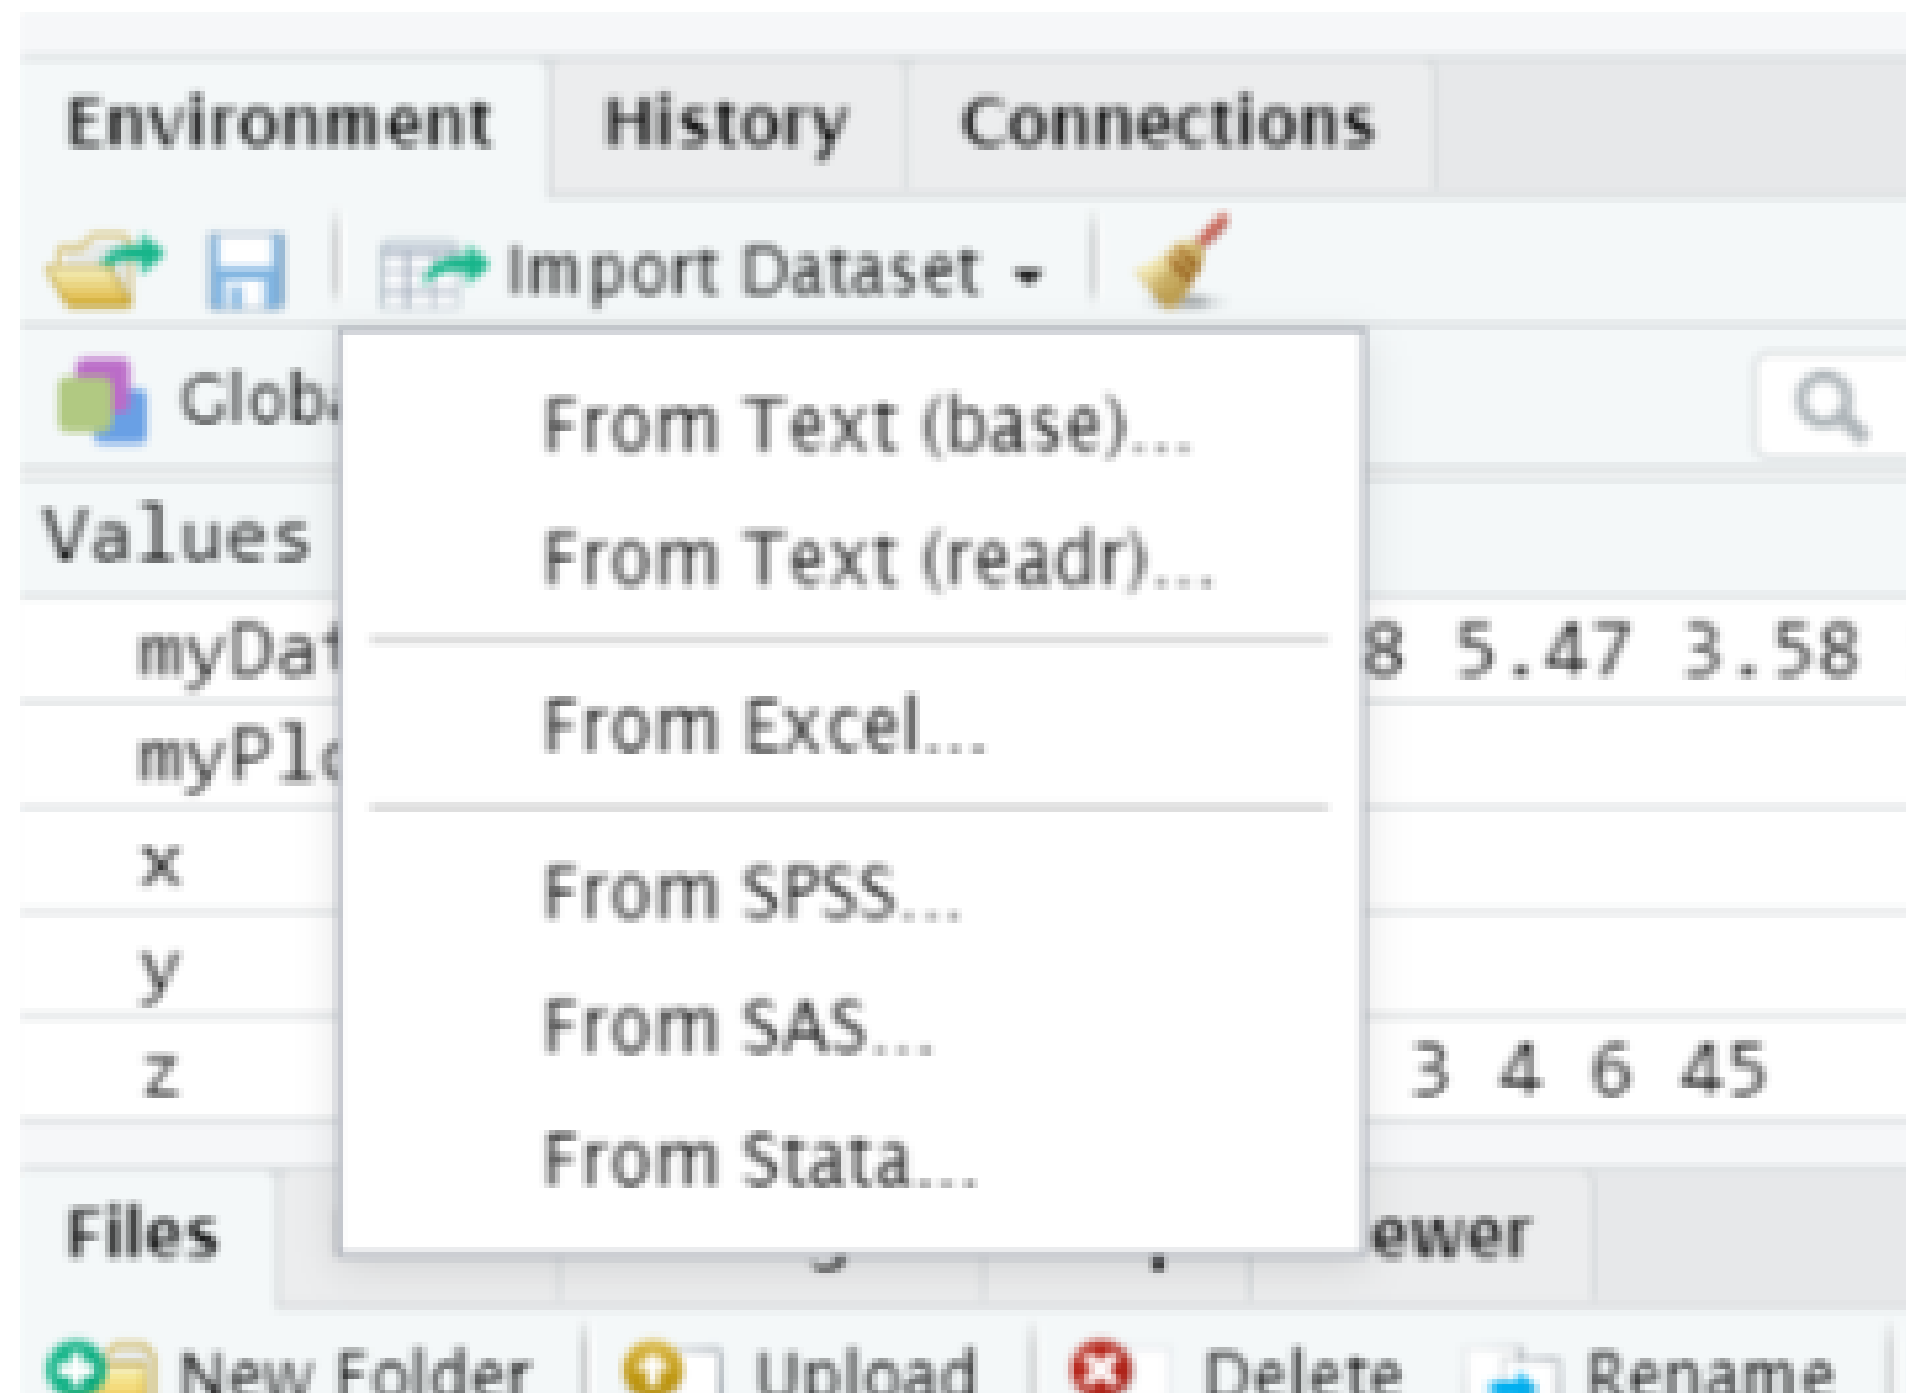 Environment History Connections
Import Dataset
From Text (base)...
Values
From Text (readr)...
8 5.47 3.58
From Excel...
x
From SPSS...
y
From SAS...
z 3 4 6 45
From Stata...
Files
New Folder Upload Delete Rename